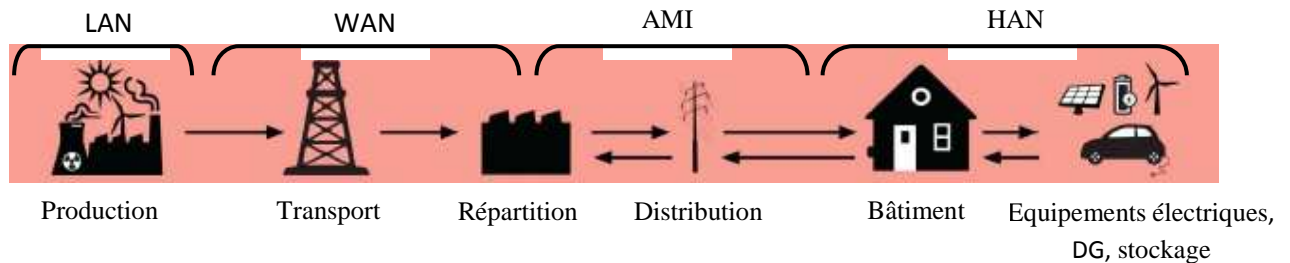 LAN WAN AMI HAN
Production Transport Répartition Distribution Bâtiment Equipements électriques,
DG, stockage